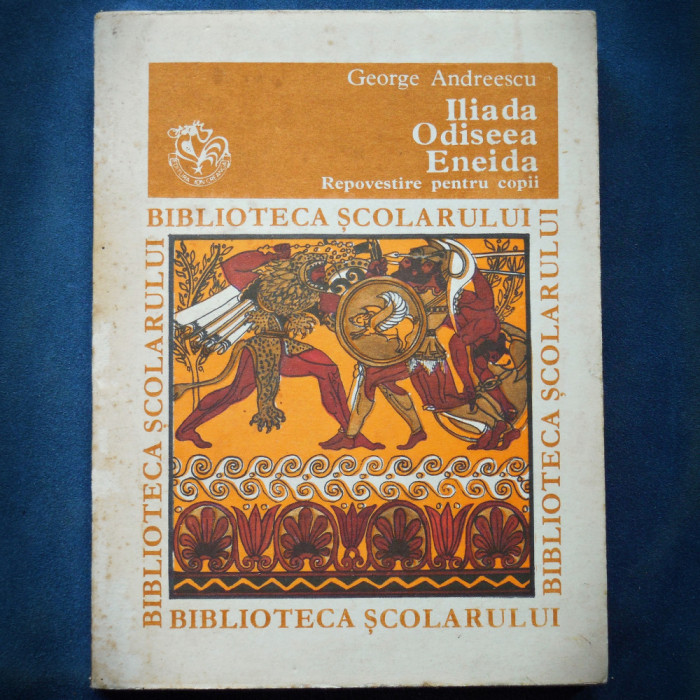 George Andreescu
Iliada
Odiseea
Eneida
Repovestire pentru copii
BIBLIOTECA ȘCOLARULUI
BIBLIOTECA ȘCOLARULUI
BIBLIOTECA ȘCOLARULUI
BIBLIOTECA ȘCOLARULUI